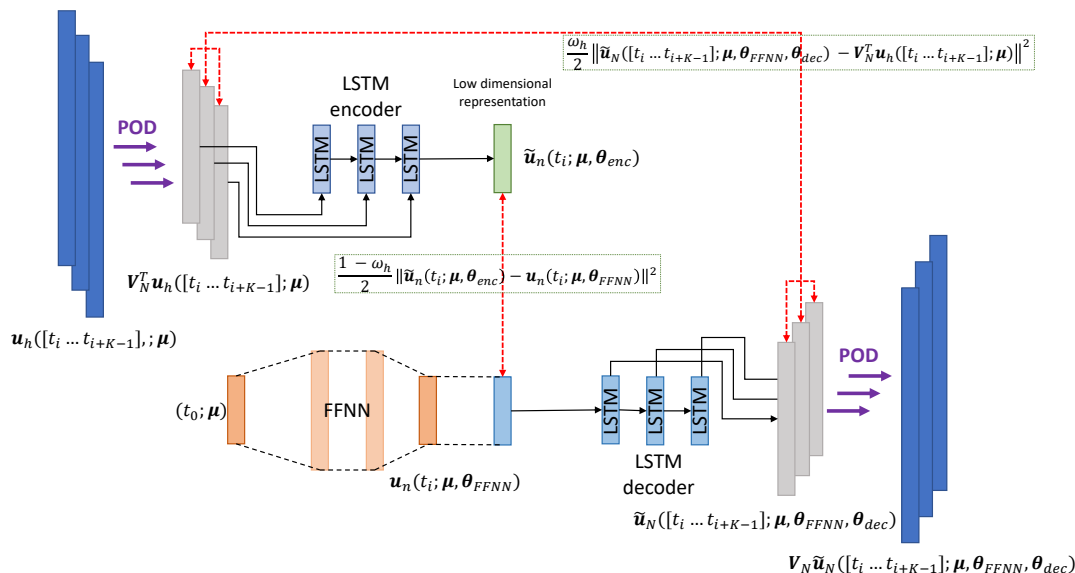 ω_h/2 ‖ũ_N([t_i … t_{i+K−1}]; μ, θ_FFNN, θ_dec) − V_N^T u_h([t_i … t_{i+K−1}]; μ)‖²
LSTM
encoder
Low dimensional
representation
POD
LSTM
LSTM
LSTM
ũ_n(t_i; μ, θ_enc)
V_N^T u_h([t_i … t_{i+K−1}]; μ)
(1 − ω_h)/2 ‖ũ_n(t_i; μ, θ_enc) − u_n(t_i; μ, θ_FFNN)‖²
u_h([t_i … t_{i+K−1}],; μ)
POD
(t_0; μ)
FFNN
LSTM
LSTM
LSTM
LSTM
decoder
u_n(t_i; μ, θ_FFNN)
ũ_N([t_i … t_{i+K−1}]; μ, θ_FFNN, θ_dec)
V_N ũ_N([t_i … t_{i+K−1}]; μ, θ_FFNN, θ_dec)